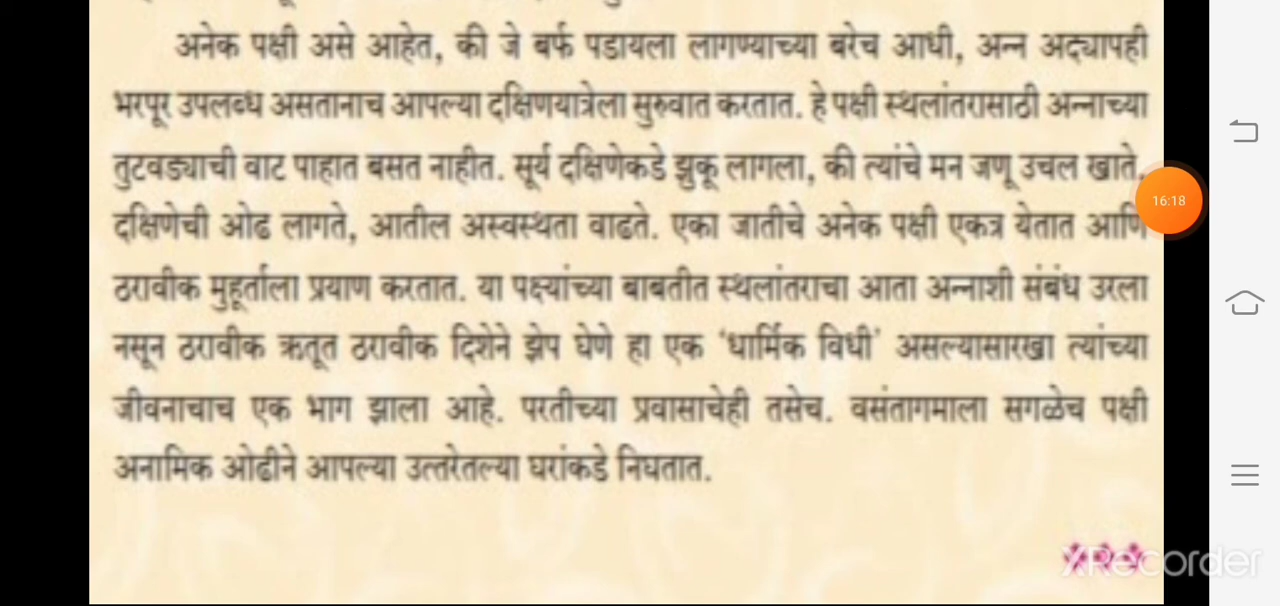 अनेक पक्षी असे आहेत, की जे बर्फ पडायला लागण्याच्या बरेच आधी, अन्न अद्यापही
भरपूर उपलब्ध असतानाच आपल्या दक्षिणयात्रेला सुरुवात करतात. हे पक्षी स्थलांतरासाठी अन्नाच्या
तुटवड्याची वाट पाहात बसत नाहीत. सूर्य दक्षिणेकडे झुकू लागला, की त्यांचे मन जणू उचल खाते.
दक्षिणेची ओढ लागते, आतील अस्वस्थता वाढते. एका जातीचे अनेक पक्षी एकत्र येतात आणि
ठरावीक मुहूर्ताला प्रयाण करतात. या पक्ष्यांच्या बाबतीत स्थलांतराचा आता अन्नाशी संबंध उरला
नसून ठरावीक ऋतूत ठरावीक दिशेने झेप घेणे हा एक ‘धार्मिक विधी’ असल्यासारखा त्यांच्या
जीवनाचाच एक भाग झाला आहे. परतीच्या प्रवासाचेही तसेच. वसंतागमाला सगळेच पक्षी
अनामिक ओढीने आपल्या उत्तरेतल्या घरांकडे निघतात.
16:18
XRecorder